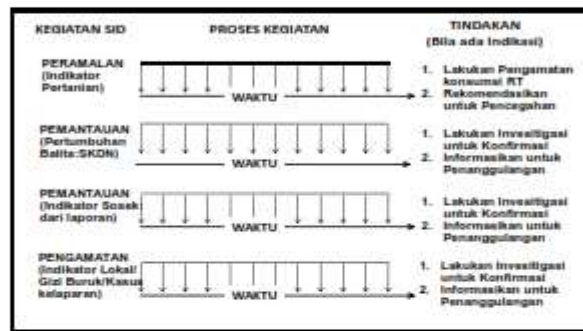 KEGIATAN SID PROSES KEGIATAN TINDAKAN
(Bila ada Indikasi)
PERAMALAN
(Indikator
Pertanian)
WAKTU
1. Lakukan Pengamatan
konsumsi RT
2. Rekomendasikan
untuk Pencegahan
PEMANTAUAN
(Pertumbuhan
Balita:SKDN)
WAKTU
1. Lakukan Invesitigasi
untuk Konfirmasi
2. Informasikan untuk
Penanggulangan
PEMANTAUAN
(Indikator Sosek
dari laporan)
WAKTU
1. Lakukan Invesitigasi
untuk Konfirmasi
2. Informasikan untuk
Penanggulangan
PENGAMATAN
(Indikator Lokal/
Gizi Buruk/Kasus
kelaparan)
WAKTU
1. Lakukan Invesitigasi
untuk Konfirmasi
2. Informasikan untuk
Penanggulangan